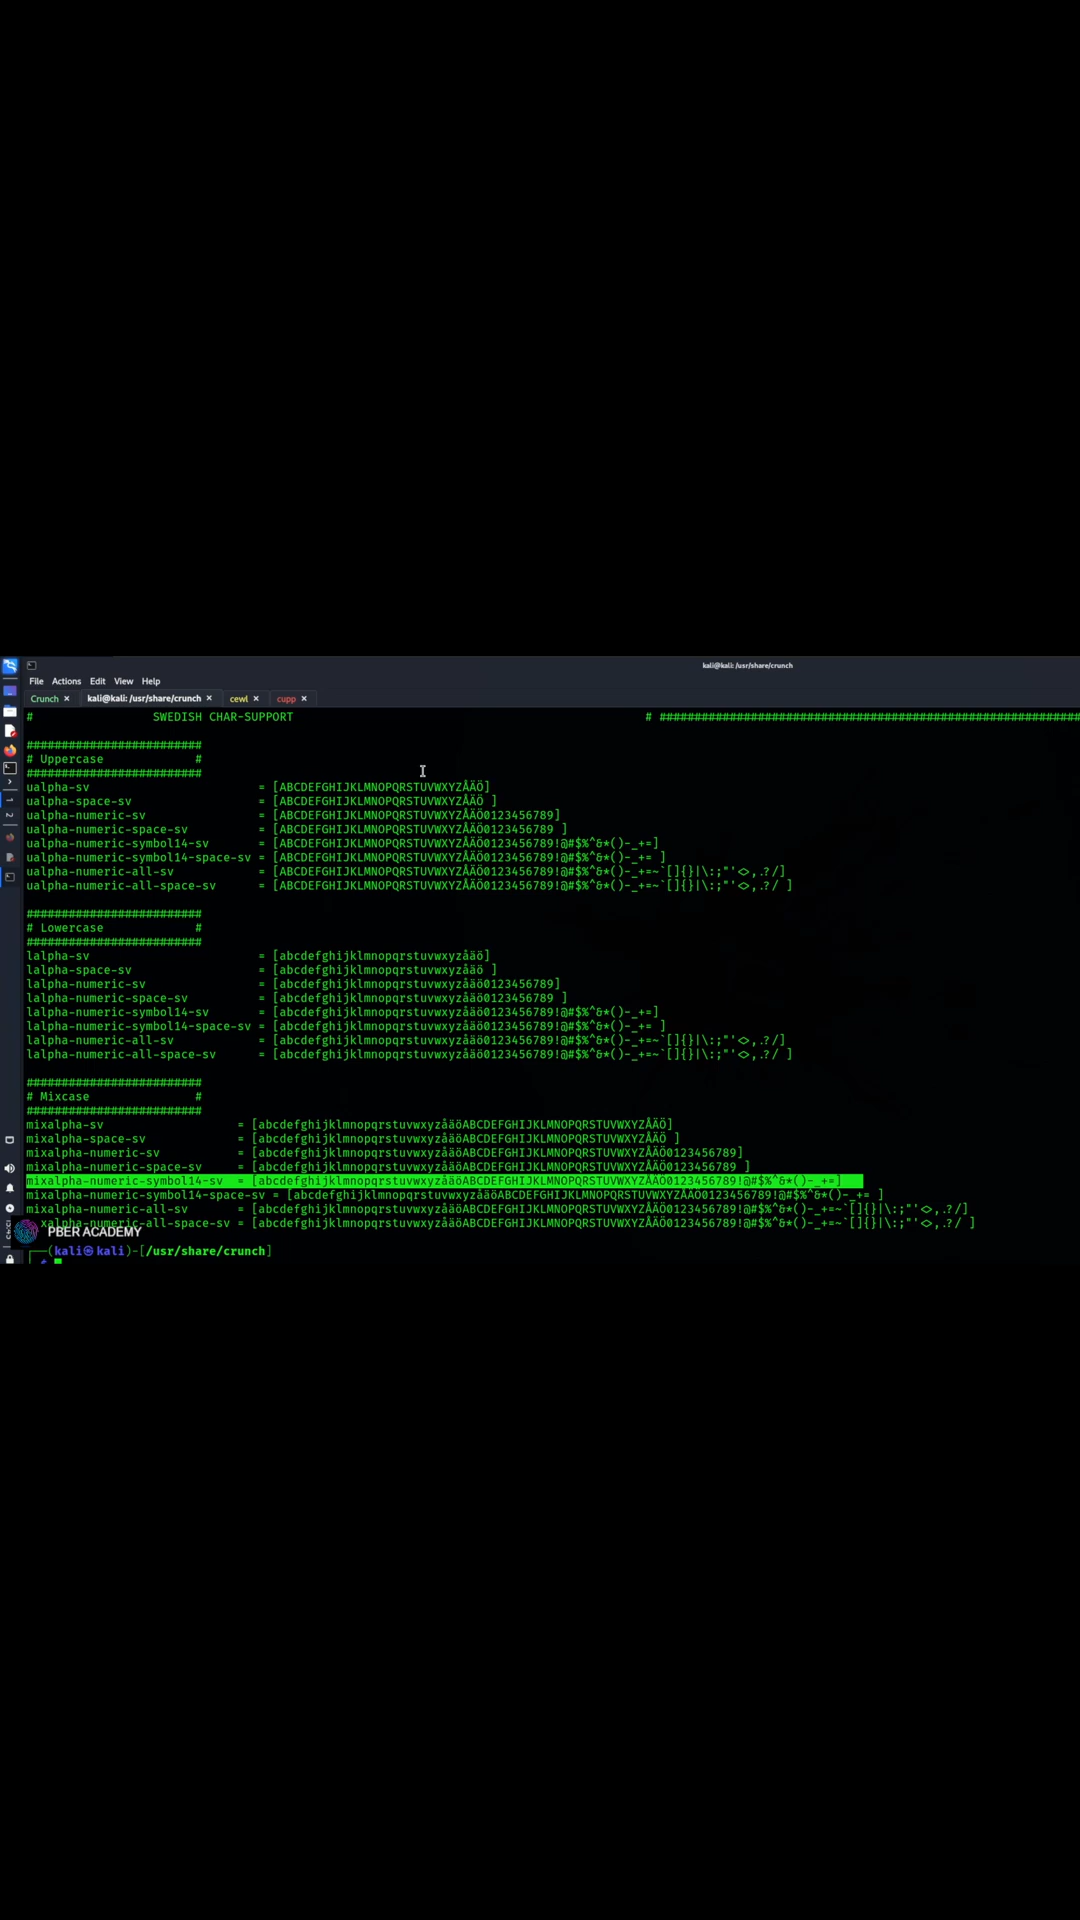 kali@kali: /usr/share/crunch
File Actions Edit View Help
Crunch × kali@kali: /usr/share/crunch × cewl × cupp ×
# SWEDISH CHAR-SUPPORT # ############################################################
#########################
# Uppercase #
#########################
ualpha-sv = [ABCDEFGHIJKLMNOPQRSTUVWXYZÅÄÖ]
ualpha-space-sv = [ABCDEFGHIJKLMNOPQRSTUVWXYZÅÄÖ ]
ualpha-numeric-sv = [ABCDEFGHIJKLMNOPQRSTUVWXYZÅÄÖ0123456789]
ualpha-numeric-space-sv = [ABCDEFGHIJKLMNOPQRSTUVWXYZÅÄÖ0123456789 ]
ualpha-numeric-symbol14-sv = [ABCDEFGHIJKLMNOPQRSTUVWXYZÅÄÖ0123456789!@#$%^&*()-_+=]
ualpha-numeric-symbol14-space-sv = [ABCDEFGHIJKLMNOPQRSTUVWXYZÅÄÖ0123456789!@#$%^&*()-_+= ]
ualpha-numeric-all-sv = [ABCDEFGHIJKLMNOPQRSTUVWXYZÅÄÖ0123456789!@#$%^&*()-_+=~`[]{}|\:;"'<>,.?/]
ualpha-numeric-all-space-sv = [ABCDEFGHIJKLMNOPQRSTUVWXYZÅÄÖ0123456789!@#$%^&*()-_+=~`[]{}|\:;"'<>,.?/ ]
#########################
# Lowercase #
#########################
lalpha-sv = [abcdefghijklmnopqrstuvwxyzåäö]
lalpha-space-sv = [abcdefghijklmnopqrstuvwxyzåäö ]
lalpha-numeric-sv = [abcdefghijklmnopqrstuvwxyzåäö0123456789]
lalpha-numeric-space-sv = [abcdefghijklmnopqrstuvwxyzåäö0123456789 ]
lalpha-numeric-symbol14-sv = [abcdefghijklmnopqrstuvwxyzåäö0123456789!@#$%^&*()-_+=]
lalpha-numeric-symbol14-space-sv = [abcdefghijklmnopqrstuvwxyzåäö0123456789!@#$%^&*()-_+= ]
lalpha-numeric-all-sv = [abcdefghijklmnopqrstuvwxyzåäö0123456789!@#$%^&*()-_+=~`[]{}|\:;"'<>,.?/]
lalpha-numeric-all-space-sv = [abcdefghijklmnopqrstuvwxyzåäö0123456789!@#$%^&*()-_+=~`[]{}|\:;"'<>,.?/ ]
#########################
# Mixcase #
#########################
mixalpha-sv = [abcdefghijklmnopqrstuvwxyzåäöABCDEFGHIJKLMNOPQRSTUVWXYZÅÄÖ]
mixalpha-space-sv = [abcdefghijklmnopqrstuvwxyzåäöABCDEFGHIJKLMNOPQRSTUVWXYZÅÄÖ ]
mixalpha-numeric-sv = [abcdefghijklmnopqrstuvwxyzåäöABCDEFGHIJKLMNOPQRSTUVWXYZÅÄÖ0123456789]
mixalpha-numeric-space-sv = [abcdefghijklmnopqrstuvwxyzåäöABCDEFGHIJKLMNOPQRSTUVWXYZÅÄÖ0123456789 ]
mixalpha-numeric-symbol14-sv = [abcdefghijklmnopqrstuvwxyzåäöABCDEFGHIJKLMNOPQRSTUVWXYZÅÄÖ0123456789!@#$%^&*()-_+=]
mixalpha-numeric-symbol14-space-sv = [abcdefghijklmnopqrstuvwxyzåäöABCDEFGHIJKLMNOPQRSTUVWXYZÅÄÖ0123456789!@#$%^&*()-_+= ]
mixalpha-numeric-all-sv = [abcdefghijklmnopqrstuvwxyzåäöABCDEFGHIJKLMNOPQRSTUVWXYZÅÄÖ0123456789!@#$%^&*()-_+=~`[]{}|\:;"'<>,.?/]
xalpha-numeric-all-space-sv = [abcdefghijklmnopqrstuvwxyzåäöABCDEFGHIJKLMNOPQRSTUVWXYZÅÄÖ0123456789!@#$%^&*()-_+=~`[]{}|\:;"'<>,.?/ ]
PBER ACADEMY
┌──(kali㉿kali)-[/usr/share/crunch]
$